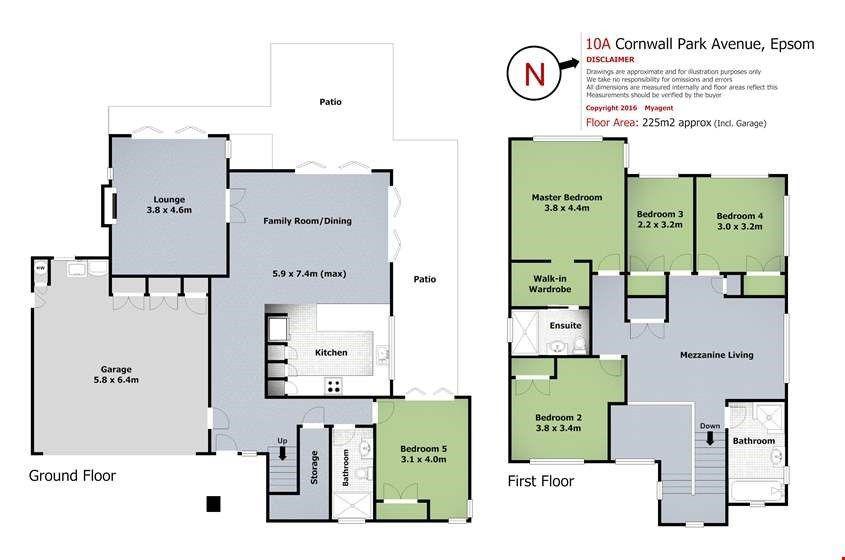 10A Cornwall Park Avenue, Epsom
DISCLAIMER
Drawings are approximate and for illustration purposes only
We take no responsibility for omissions and errors
All dimensions are measured internally and floor areas reflect this
Measurements should be verified by the buyer
Copyright 2016 Myagent
Floor Area: 225m2 approx (Incl. Garage)
N
Patio
Lounge
3.8 x 4.6m
Family Room/Dining
5.9 x 7.4m (max)
Patio
HW
Kitchen
Garage
5.8 x 6.4m
Up
Storage
Bathroom
Bedroom 5
3.1 x 4.0m
Ground Floor
Master Bedroom
3.8 x 4.4m
Bedroom 3
2.2 x 3.2m
Bedroom 4
3.0 x 3.2m
Walk-in
Wardrobe
Ensuite
Mezzanine Living
Bedroom 2
3.8 x 3.4m
Down
Bathroom
First Floor